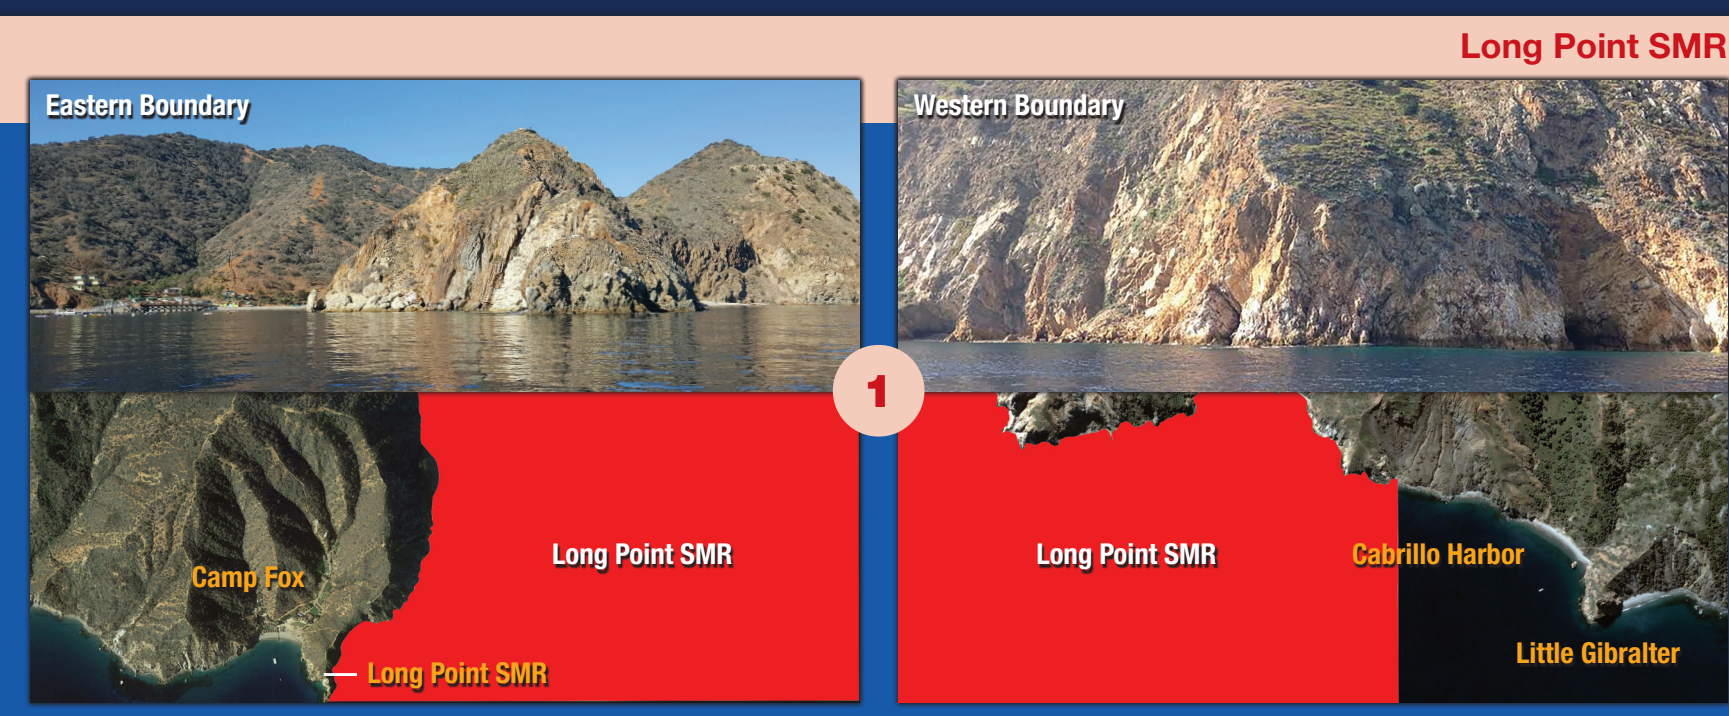 Long Point SMR
Eastern Boundary
Western Boundary
1
Camp Fox
Long Point SMR
Long Point SMR
Long Point SMR
Cabrillo Harbor
Little Gibralter